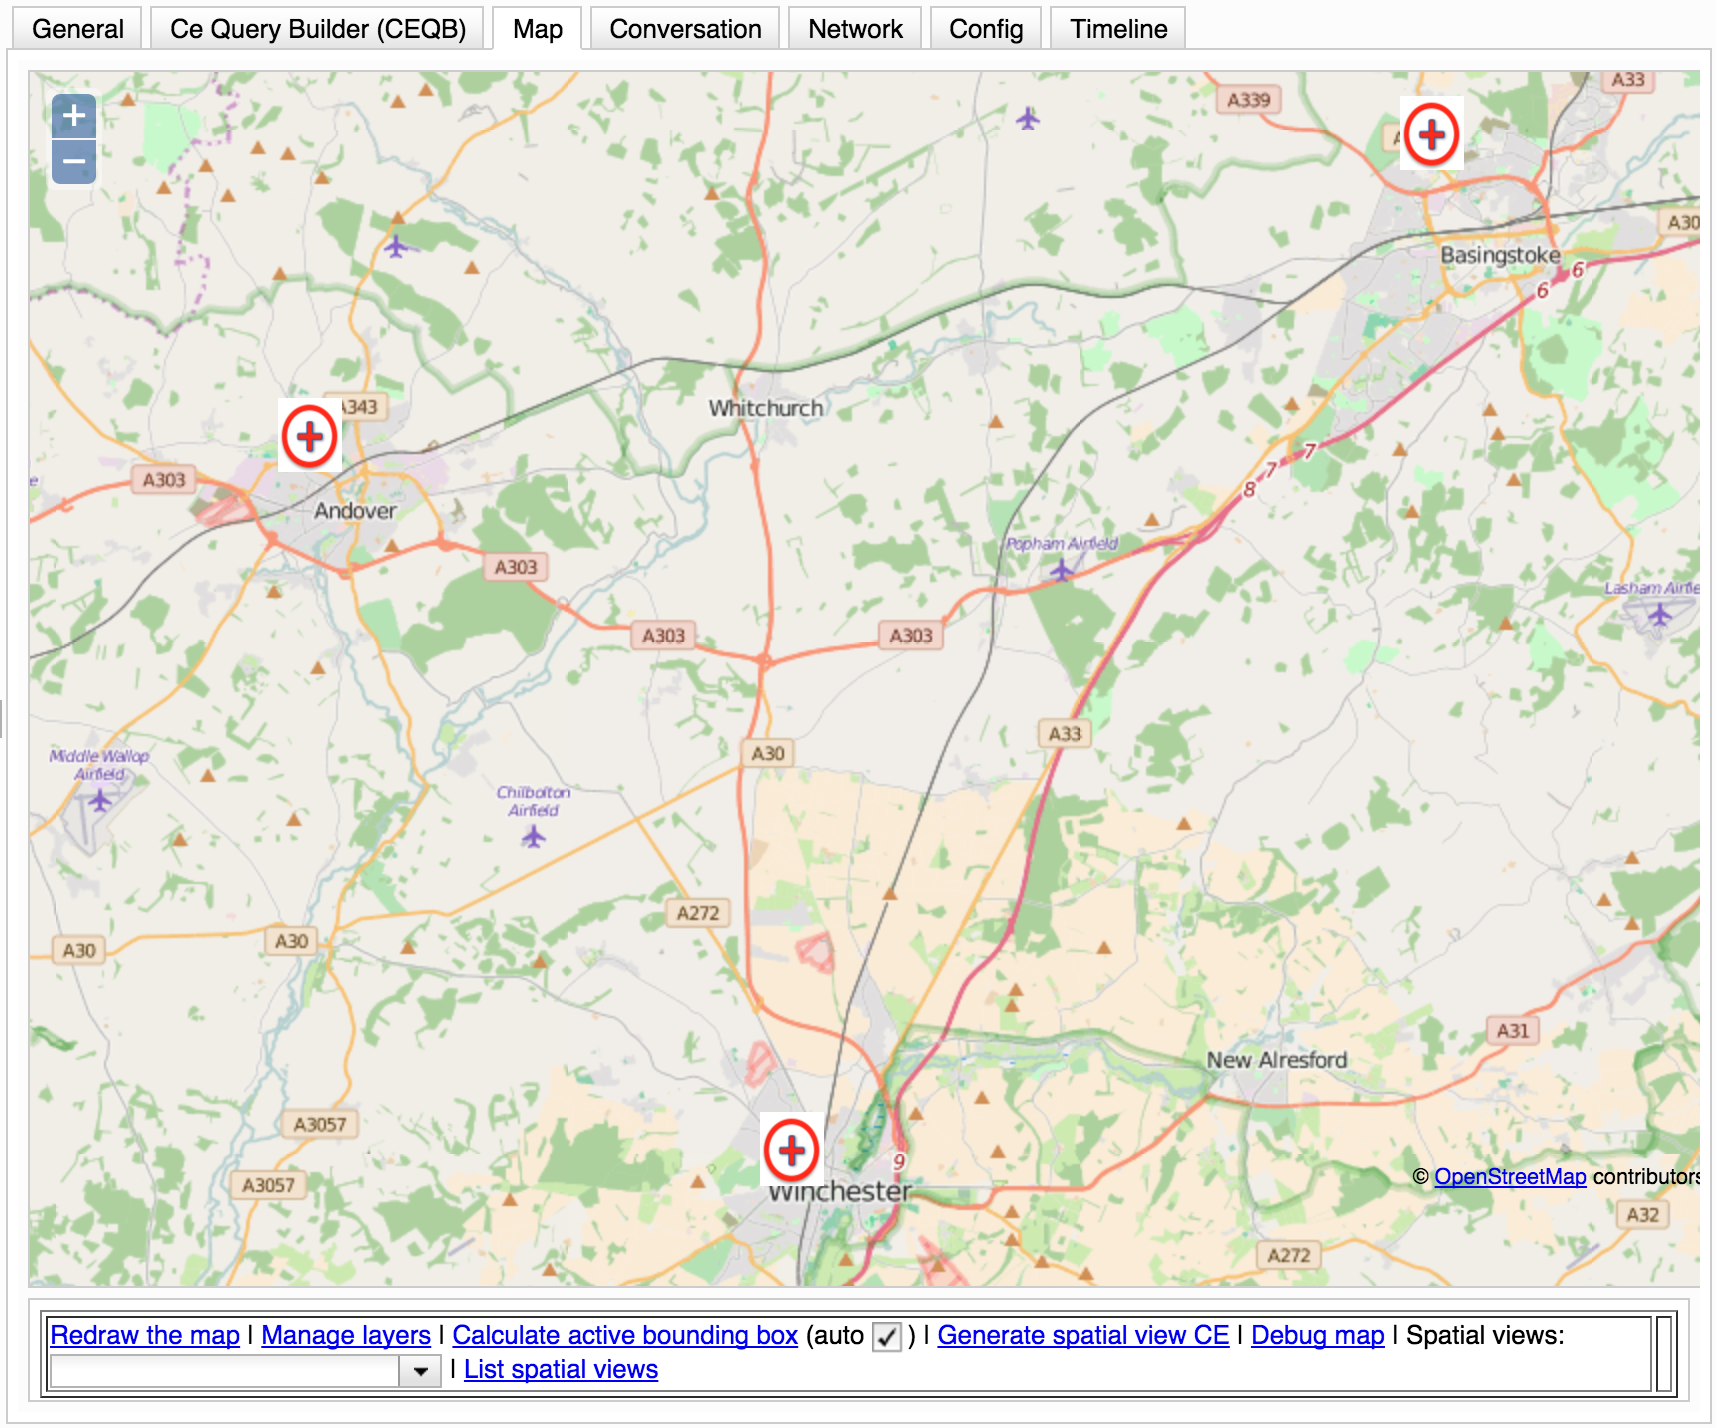 General
Ce Query Builder (CEQB)
Map
Conversation
Network
Config
Timeline
+
−
A339
A33
A30
Basingstoke
6
6
A343
Whitchurch
A303
Andover
7
7
8
A303
Popham Airfield
Lasham
A303
A303
A33
A30
Middle Wallop
Airfield
Chilbolton
Airfield
A272
A30
A30
A31
New Alresford
A3057
9
A3057
Winchester
© OpenStreetMap contributors
A32
A272
Redraw the map | Manage layers | Calculate active bounding box (auto ) | Generate spatial view CE | Debug map | Spatial views:
| List spatial views